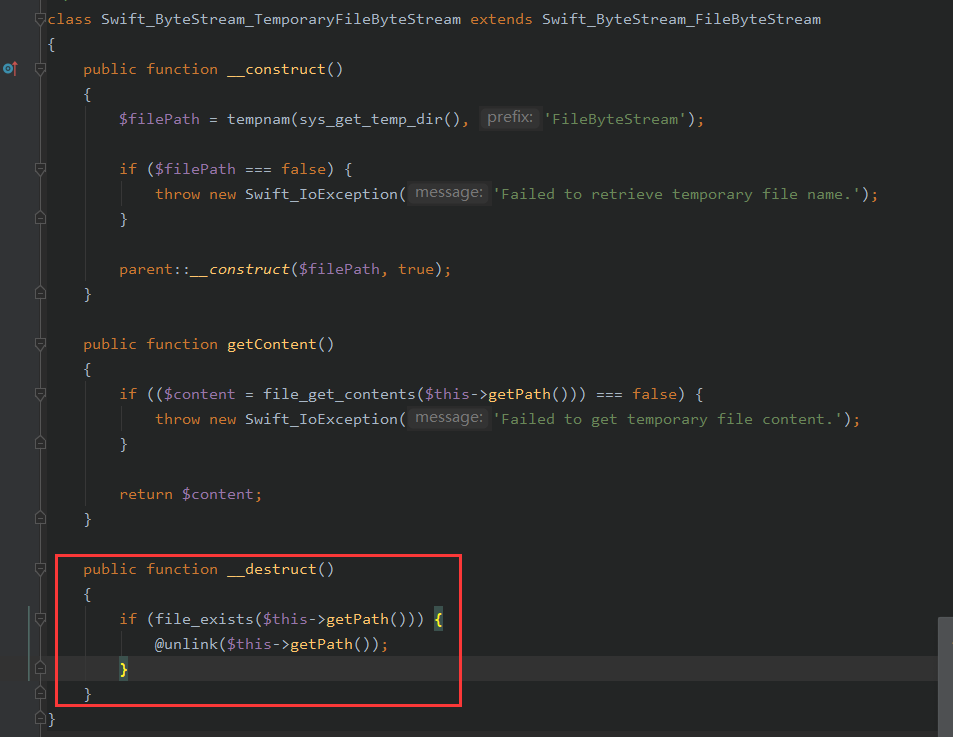 class Swift_ByteStream_TemporaryFileByteStream extends Swift_ByteStream_FileByteStream
{
public function __construct()
{
$filePath = tempnam(sys_get_temp_dir(), prefix: 'FileByteStream');
if ($filePath === false) {
throw new Swift_IoException( message: 'Failed to retrieve temporary file name.');
}
parent::__construct($filePath, true);
}
public function getContent()
{
if (($content = file_get_contents($this->getPath())) === false) {
throw new Swift_IoException( message: 'Failed to get temporary file content.');
}
return $content;
}
public function __destruct()
{
if (file_exists($this->getPath())) {
@unlink($this->getPath());
}
}
}